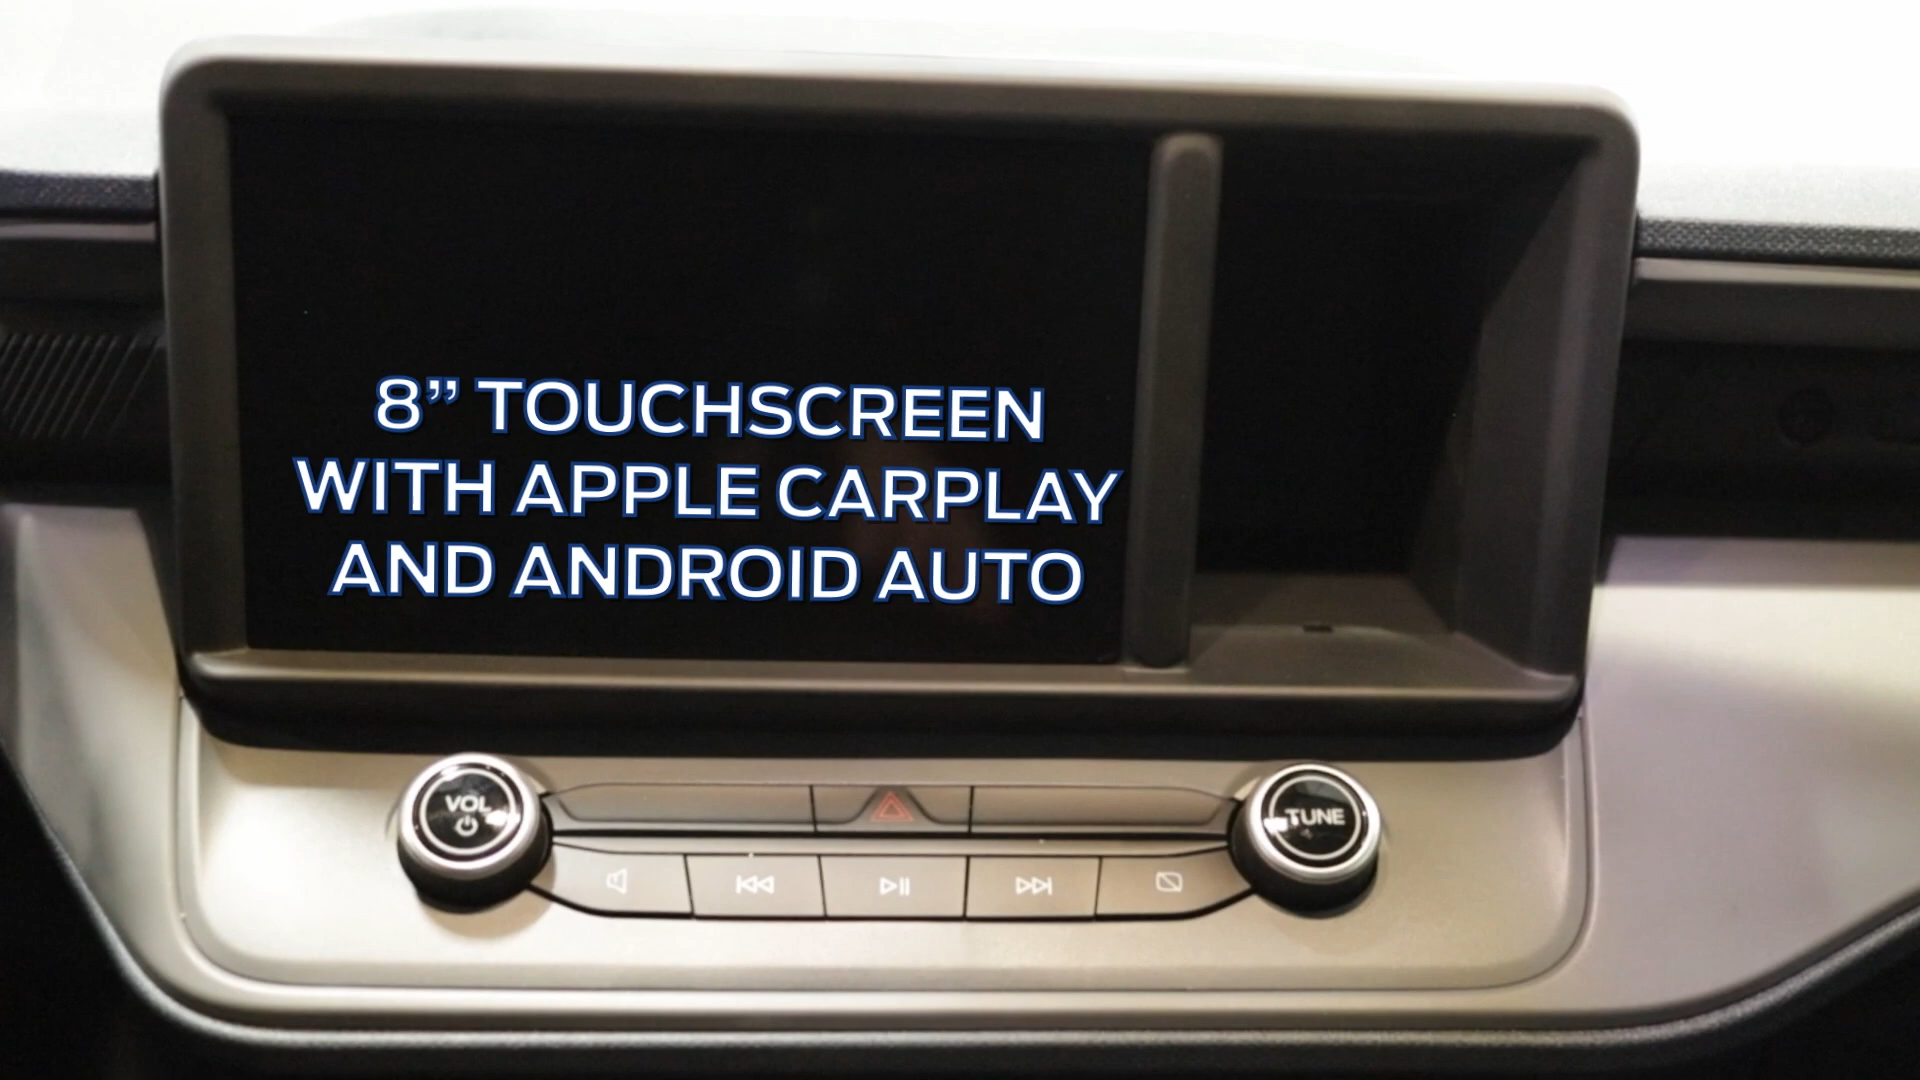 8” TOUCHSCREEN
WITH APPLE CARPLAY
AND ANDROID AUTO
VOL
TUNE